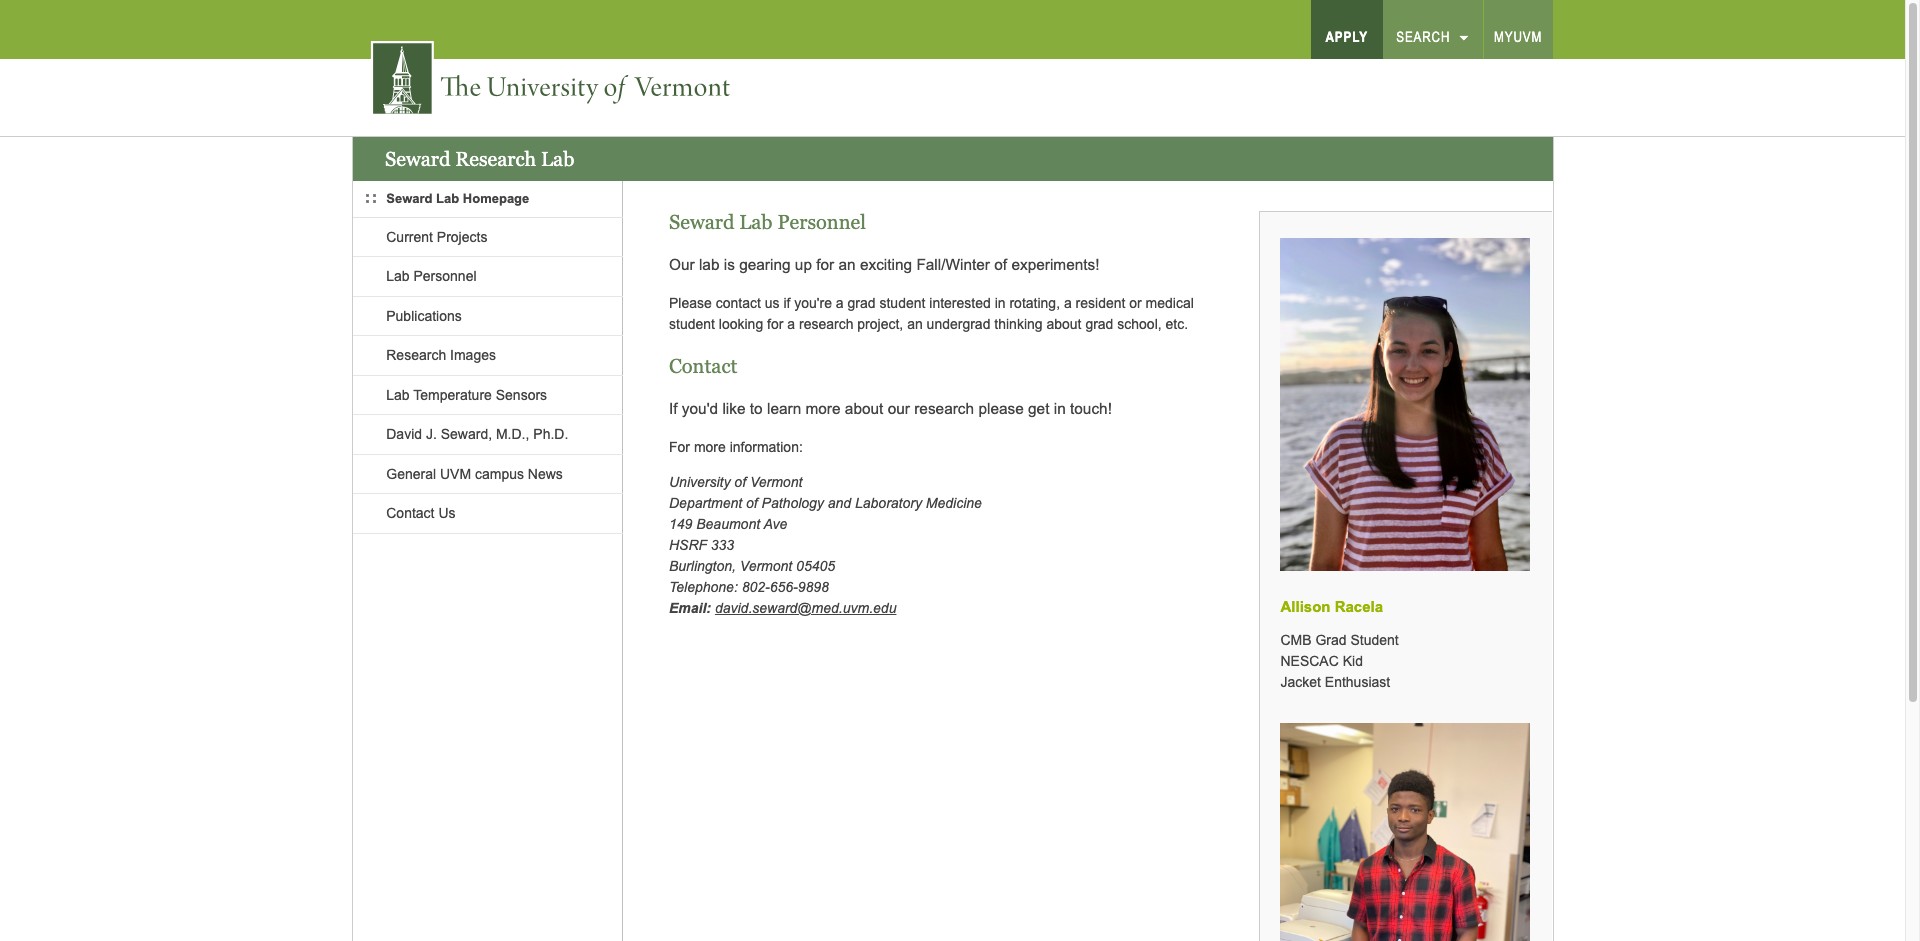 APPLY
SEARCH
MYUVM
The University of Vermont
Seward Research Lab
Seward Lab Homepage
Current Projects
Lab Personnel
Publications
Research Images
Lab Temperature Sensors
David J. Seward, M.D., Ph.D.
General UVM campus News
Contact Us
Seward Lab Personnel
Our lab is gearing up for an exciting Fall/Winter of experiments!
Please contact us if you're a grad student interested in rotating, a resident or medical
student looking for a research project, an undergrad thinking about grad school, etc.
Contact
If you'd like to learn more about our research please get in touch!
For more information:
University of Vermont
Department of Pathology and Laboratory Medicine
149 Beaumont Ave
HSRF 333
Burlington, Vermont 05405
Telephone: 802-656-9898
Email: david.seward@med.uvm.edu
Allison Racela
CMB Grad Student
NESCAC Kid
Jacket Enthusiast